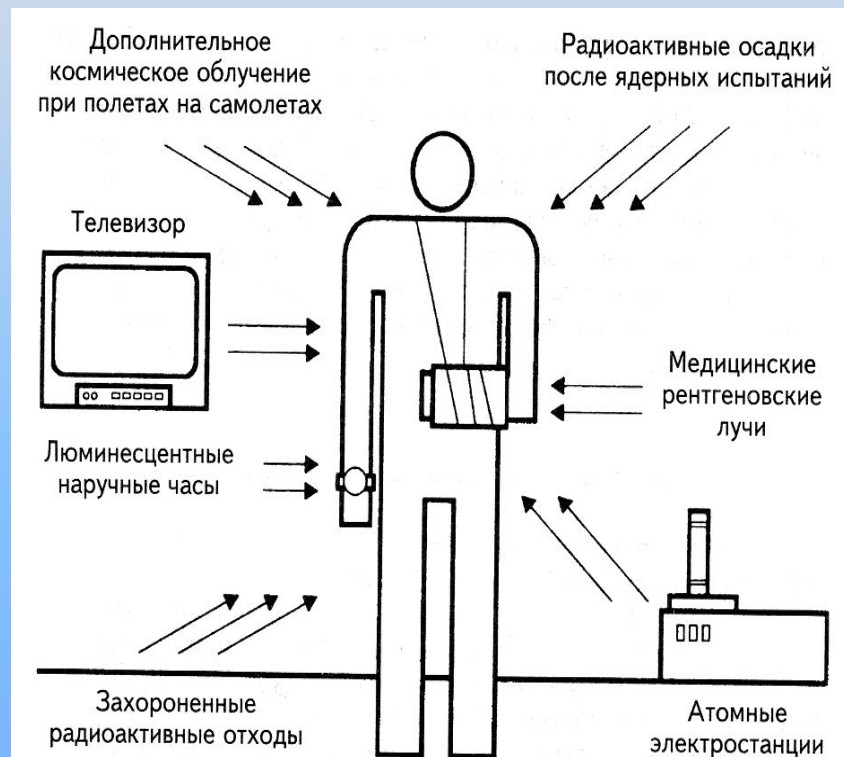 Дополнительное
космическое облучение
при полетах на самолетах
Радиоактивные осадки
после ядерных испытаний
Телевизор
Медицинские
рентгеновские
лучи
Люминесцентные
наручные часы
Захороненные
радиоактивные отходы
Атомные
электростанции